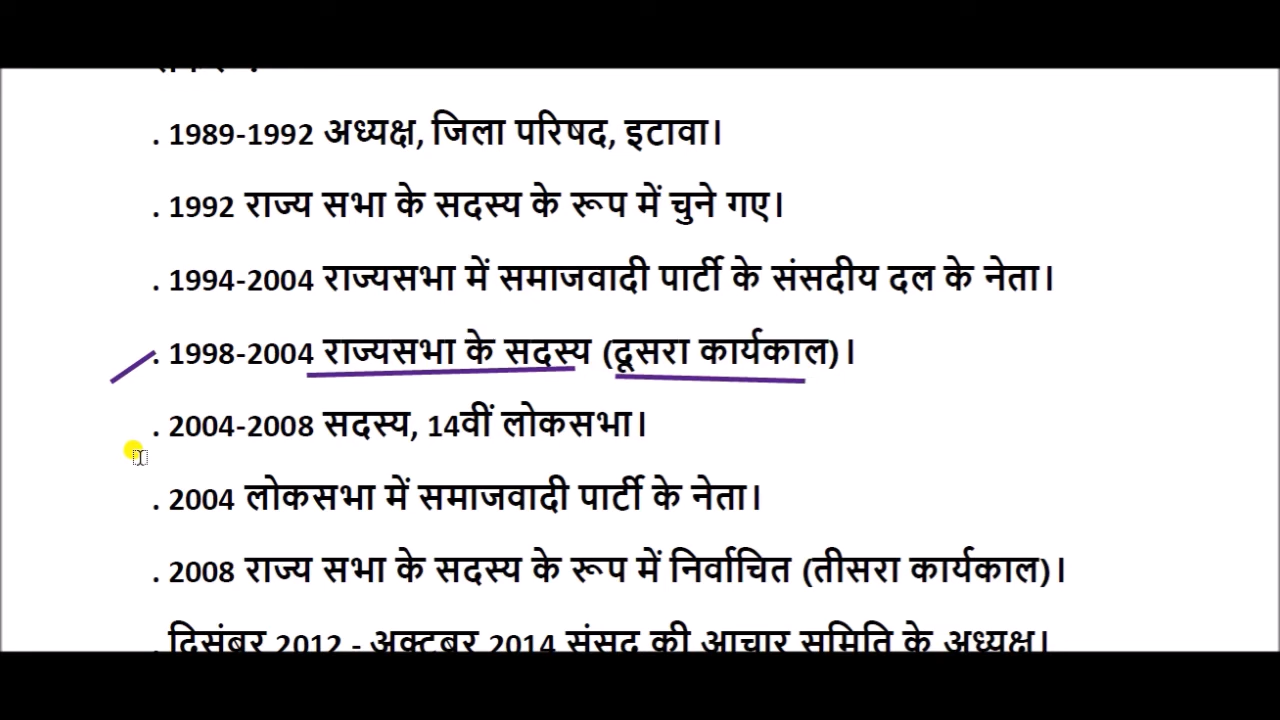 . 1989-1992 अध्यक्ष, जिला परिषद, इटावा।
. 1992 राज्य सभा के सदस्य के रूप में चुने गए।
. 1994-2004 राज्यसभा में समाजवादी पार्टी के संसदीय दल के नेता।
. 1998-2004 राज्यसभा के सदस्य (दूसरा कार्यकाल)।
. 2004-2008 सदस्य, 14वीं लोकसभा।
. 2004 लोकसभा में समाजवादी पार्टी के नेता।
. 2008 राज्य सभा के सदस्य के रूप में निर्वाचित (तीसरा कार्यकाल)।
. दिसंबर 2012 - अक्टूबर 2014 संसद की आचार समिति के अध्यक्ष।